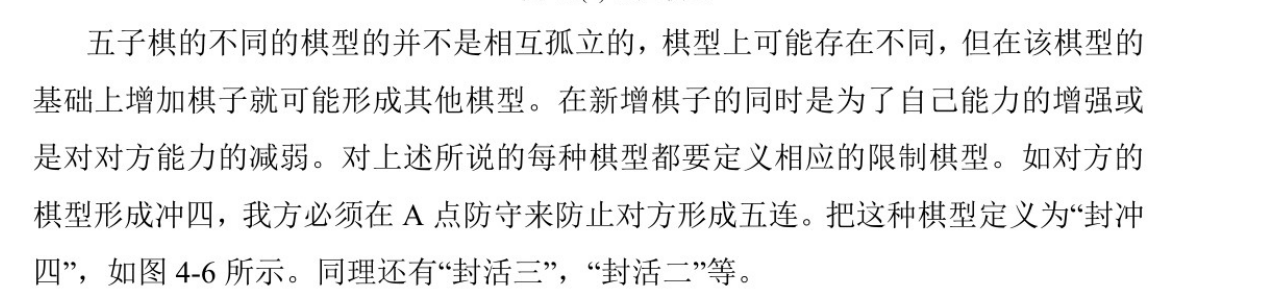 五子棋的不同的棋型的并不是相互孤立的，棋型上可能存在不同，但在该棋型的
基础上增加棋子就可能形成其他棋型。在新增棋子的同时是为了自己能力的增强或
是对对方能力的减弱。对上述所说的每种棋型都要定义相应的限制棋型。如对方的
棋型形成冲四，我方必须在 A 点防守来防止对方形成五连。把这种棋型定义为“封冲
四”，如图 4-6 所示。同理还有“封活三”，“封活二”等。